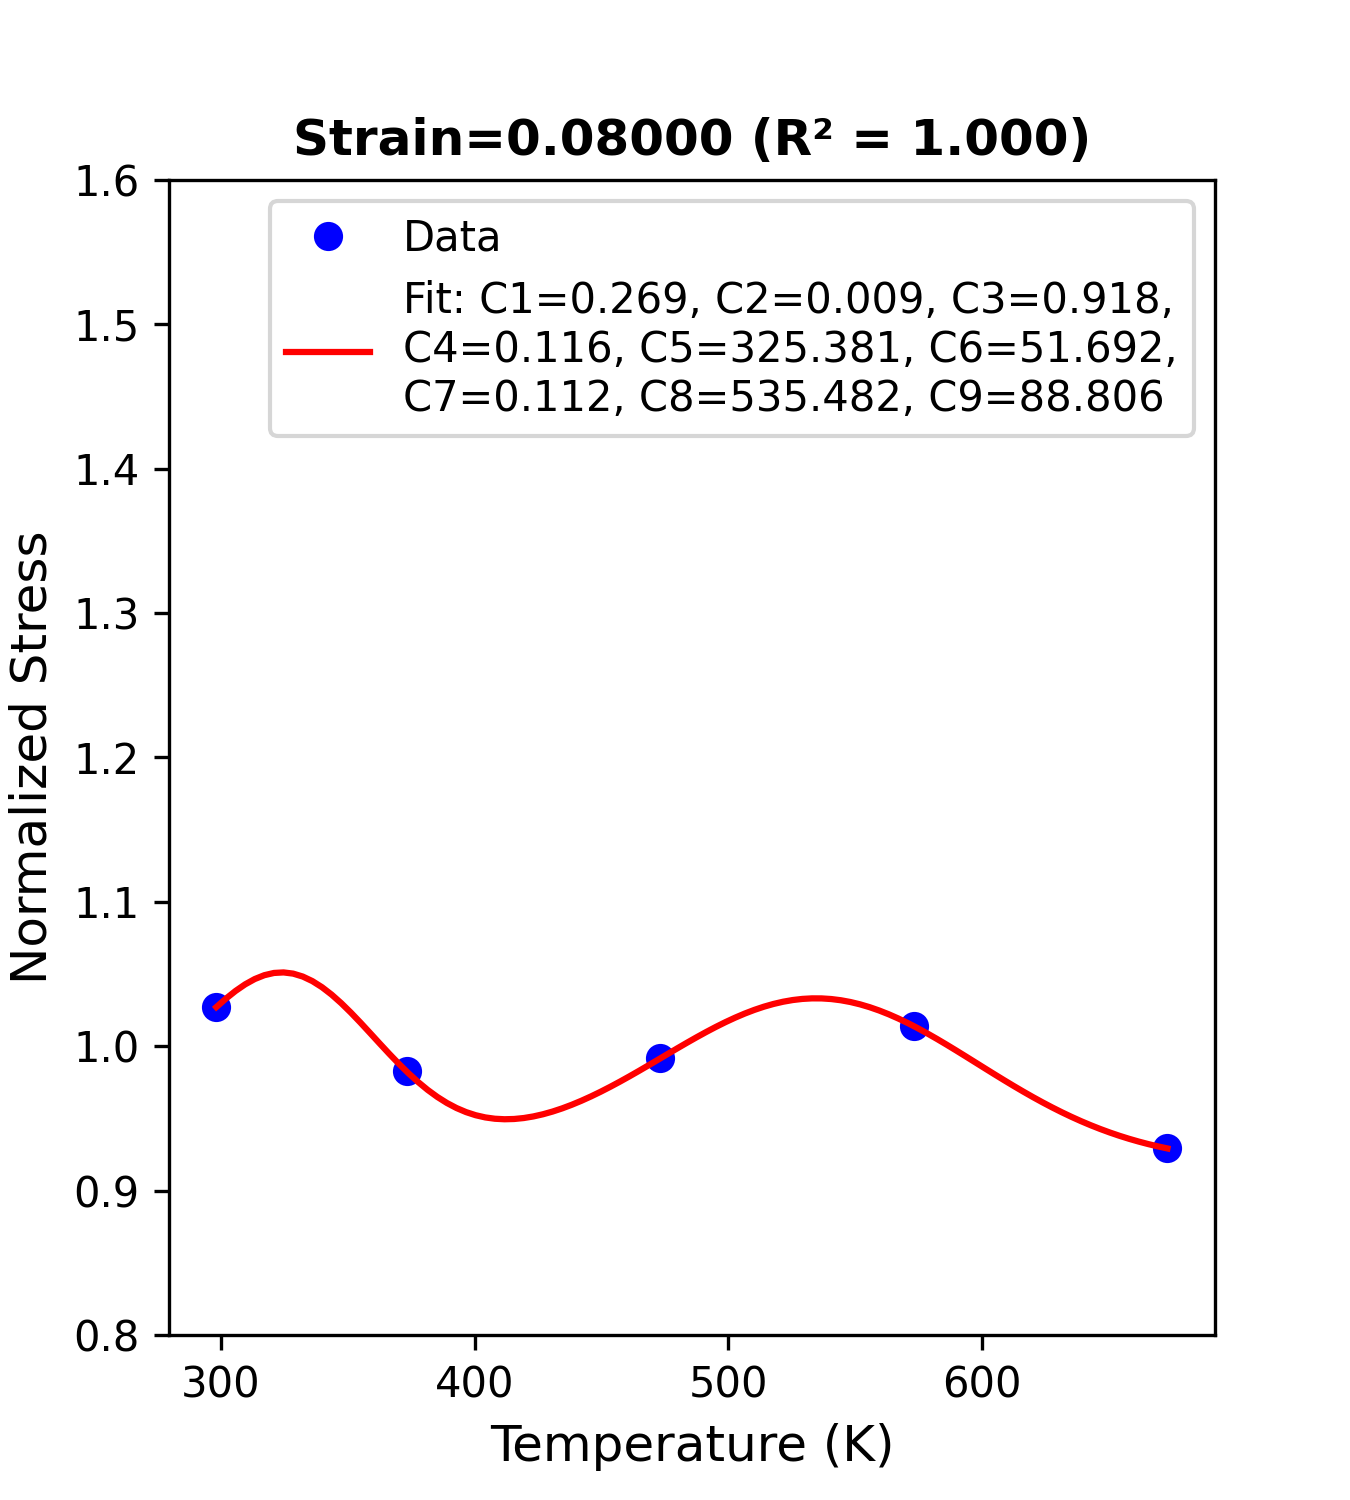 Strain=0.08000 (R² = 1.000)
1.6
1.5
1.4
1.3
1.2
1.1
1.0
0.9
0.8
Normalized Stress
Data
Fit: C1=0.269, C2=0.009, C3=0.918,
C4=0.116, C5=325.381, C6=51.692,
C7=0.112, C8=535.482, C9=88.806
300 400 500 600
Temperature (K)